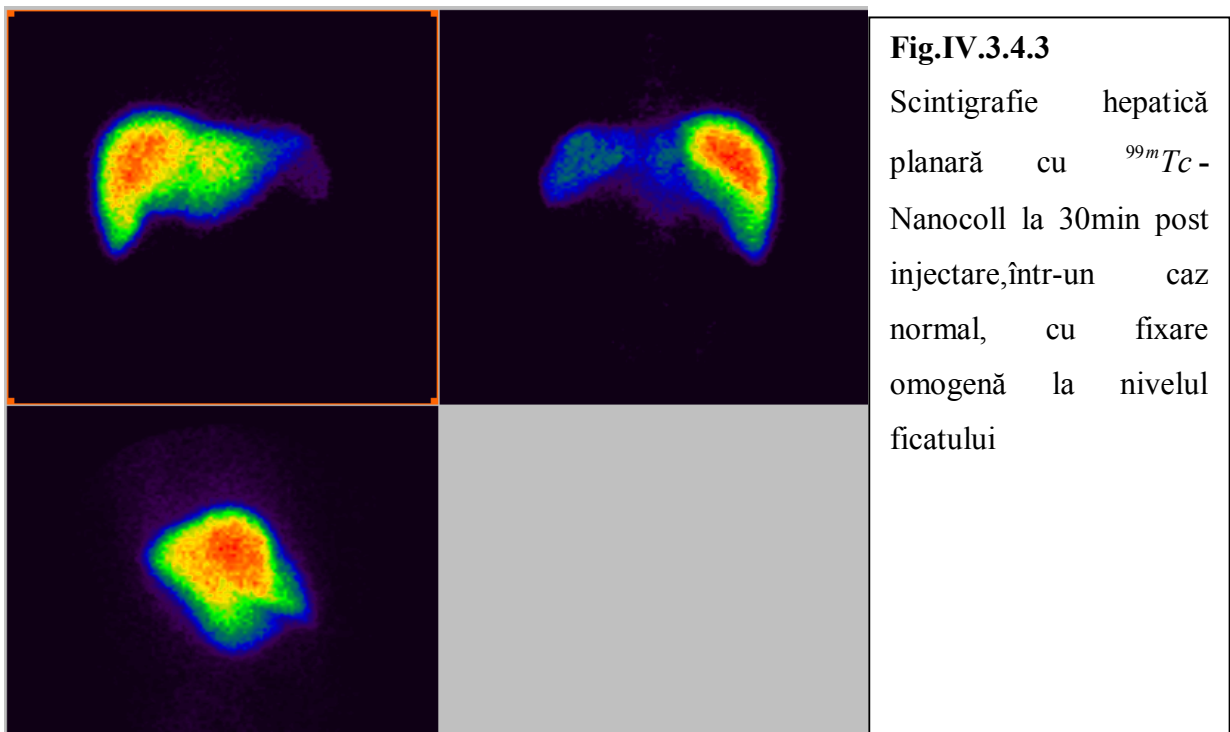 Fig.IV.3.4.3
Scintigrafie hepatică
planară cu 99mTc -
Nanocoll la 30min post
injectare,într-un caz
normal, cu fixare
omogenă la nivelul
ficatului